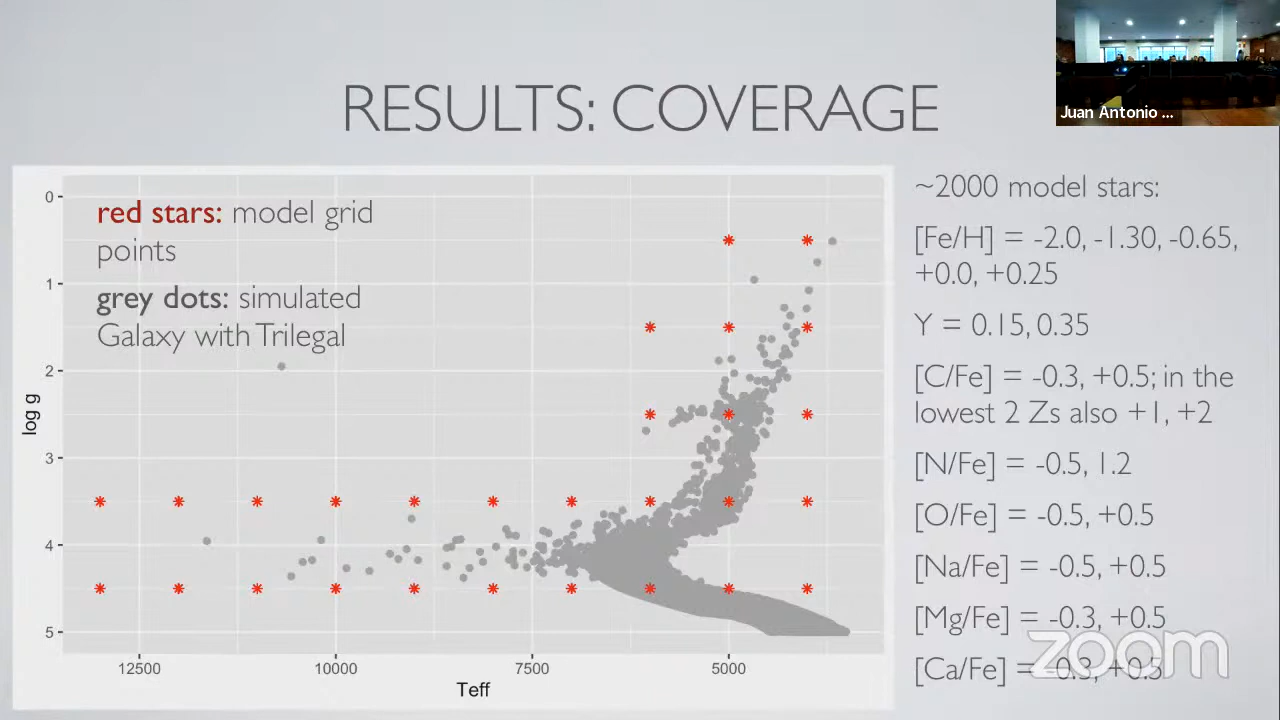 Juan Antonio ...
RESULTS: COVERAGE
red stars: model grid
points
grey dots: simulated
Galaxy with Trilegal
0
1
2
3
4
5
log g
12500
10000
7500
5000
Teff
~2000 model stars:
[Fe/H] = -2.0, -1.30, -0.65,
+0.0, +0.25
Y = 0.15, 0.35
[C/Fe] = -0.3, +0.5; in the
lowest 2 Zs also +1, +2
[N/Fe] = -0.5, 1.2
[O/Fe] = -0.5, +0.5
[Na/Fe] = -0.5, +0.5
[Mg/Fe] = -0.3, +0.5
[Ca/Fe] = -0.3, +0.5
zoom